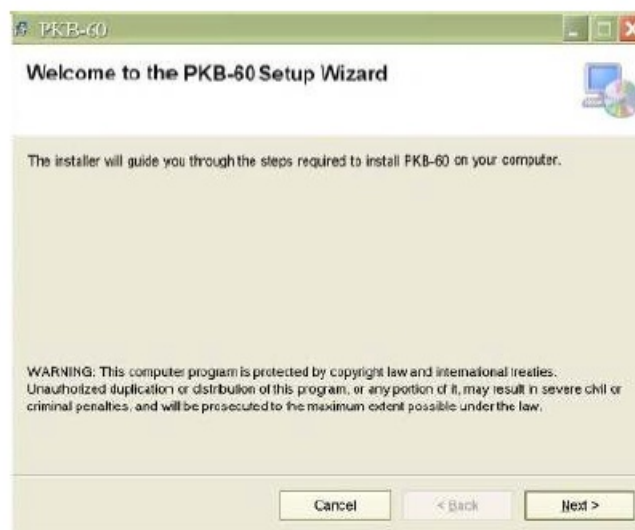 PKB-60
Welcome to the PKB-60 Setup Wizard
The installer will guide you through the steps required to install PKB-60 on your computer.
WARNING: This computer program is protected by copyright law and international treaties.
Unauthorized duplication or distribution of this program, or any portion of it, may result in severe civil or
criminal penalties, and will be prosecuted to the maximum extent possible under the law.
Cancel
< Back
Next >